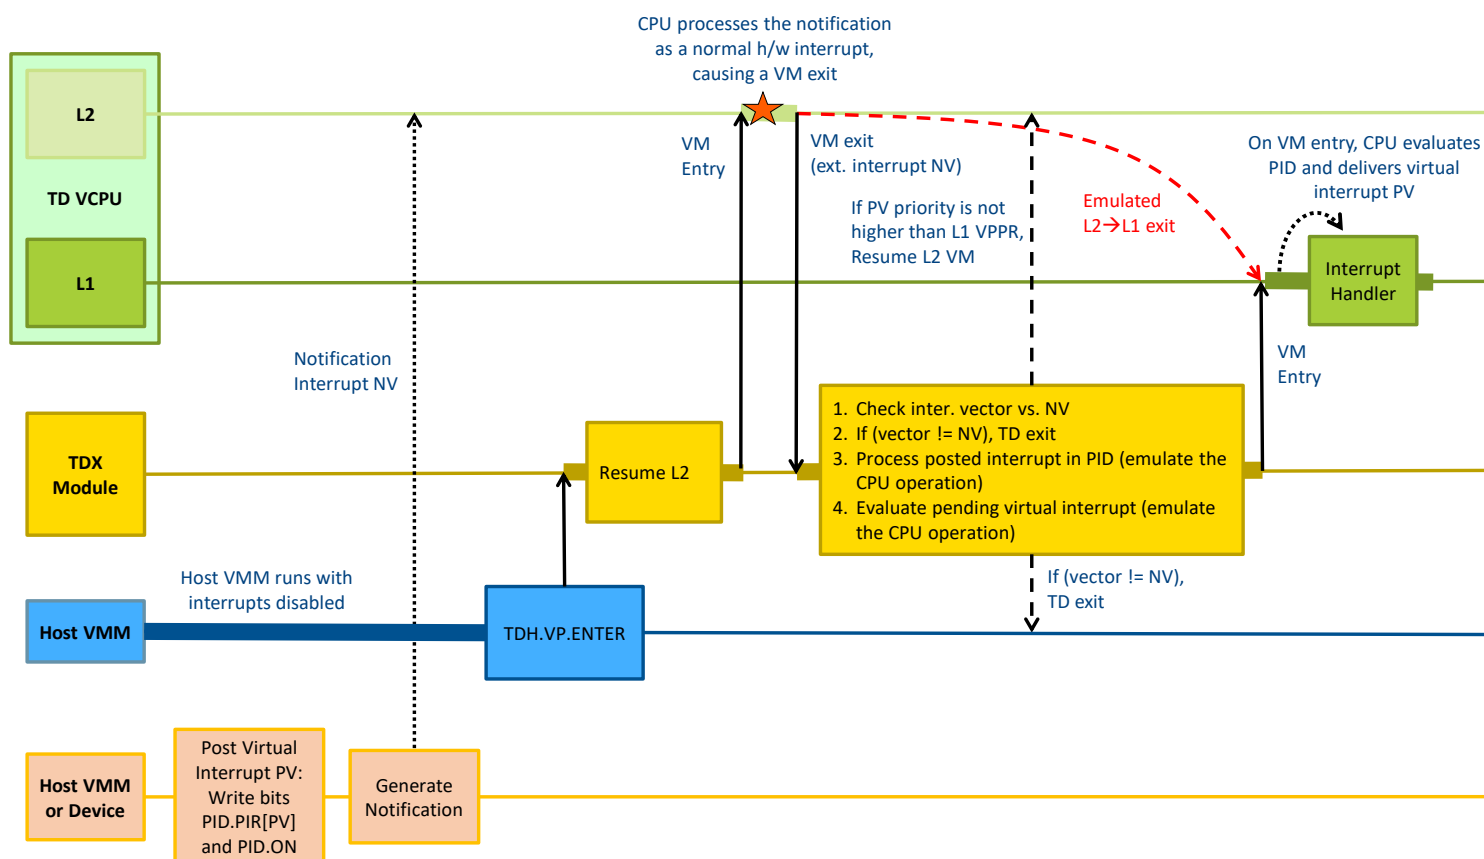 CPU processes the notification
as a normal h/w interrupt,
causing a VM exit
L2
TD VCPU
L1
VM
Entry
VM exit
(ext. interrupt NV)
If PV priority is not
higher than L1 VPPR,
Resume L2 VM
Emulated
L2→L1 exit
On VM entry, CPU evaluates
PID and delivers virtual
interrupt PV
Interrupt
Handler
Notification
Interrupt NV
VM
Entry
TDX
Module
Resume L2
1. Check inter. vector vs. NV
2. If (vector != NV), TD exit
3. Process posted interrupt in PID (emulate the
CPU operation)
4. Evaluate pending virtual interrupt (emulate
the CPU operation)
Host VMM runs with
interrupts disabled
Host VMM
TDH.VP.ENTER
If (vector != NV),
TD exit
Host VMM
or Device
Post Virtual
Interrupt PV:
Write bits
PID.PIR[PV]
and PID.ON
Generate
Notification